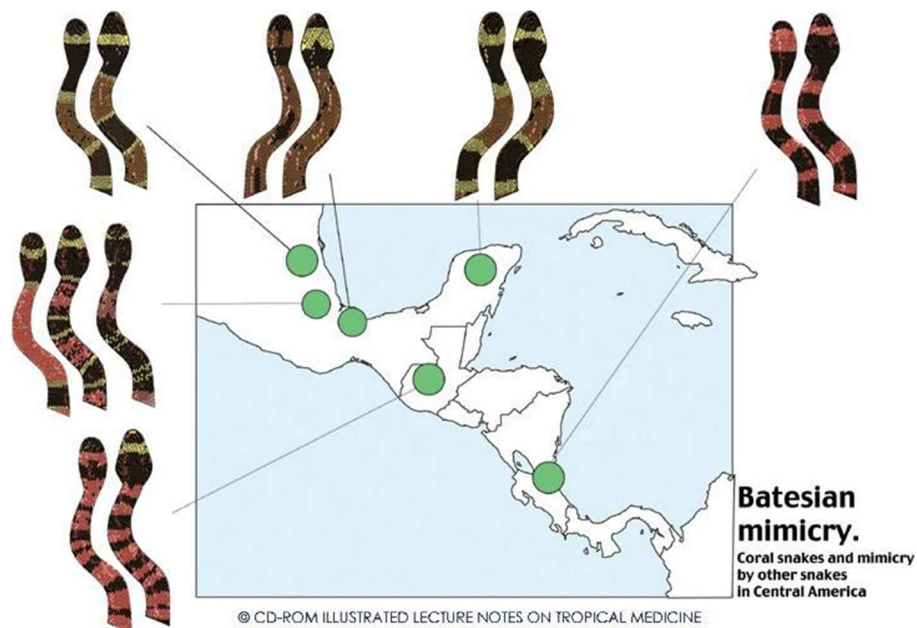 Batesian
mimicry.
Coral snakes and mimicry
by other snakes
in Central America
© CD-ROM ILLUSTRATED LECTURE NOTES ON TROPICAL MEDICINE